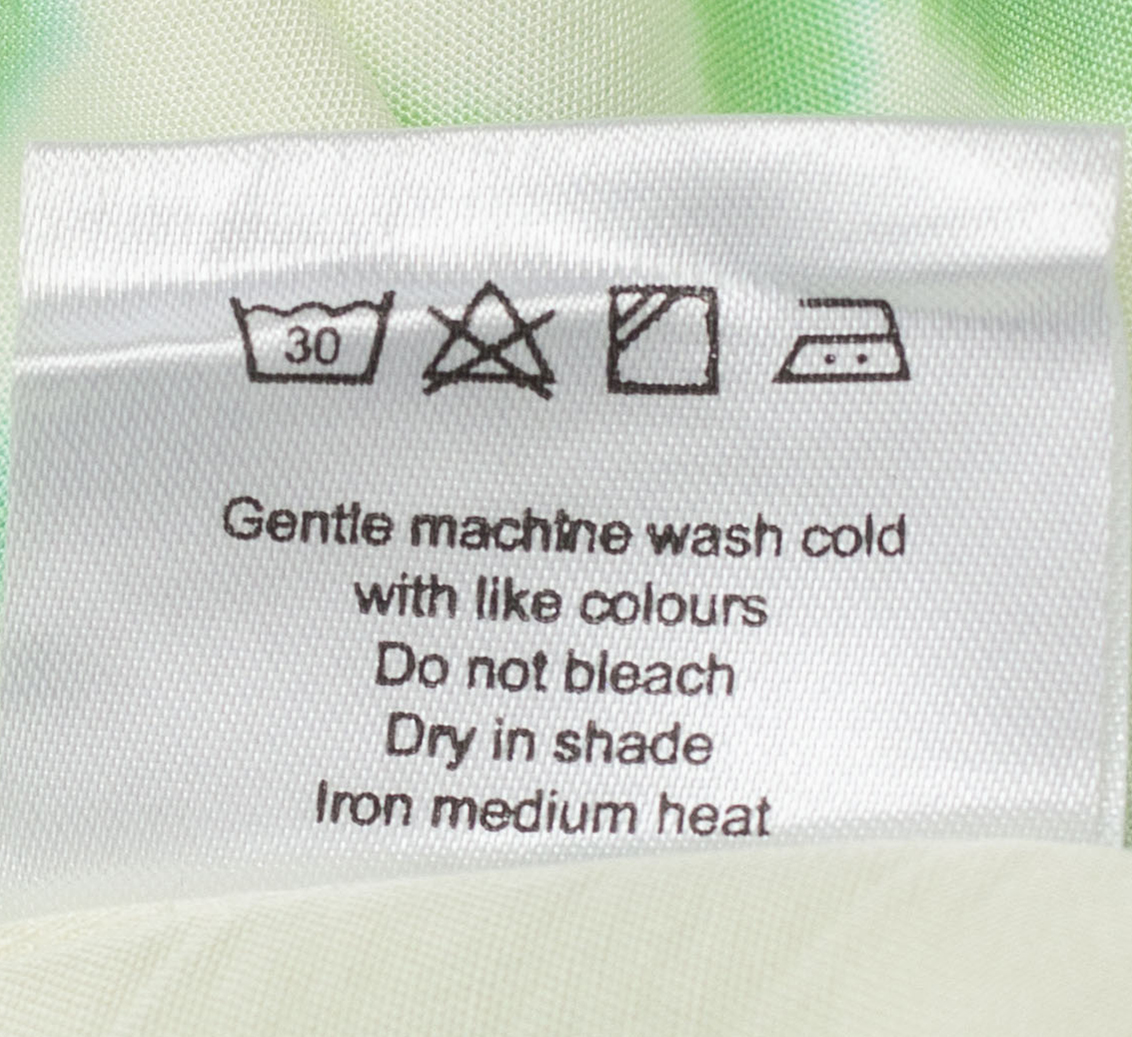 30
Gentle machine wash cold
with like colours
Do not bleach
Dry in shade
Iron medium heat